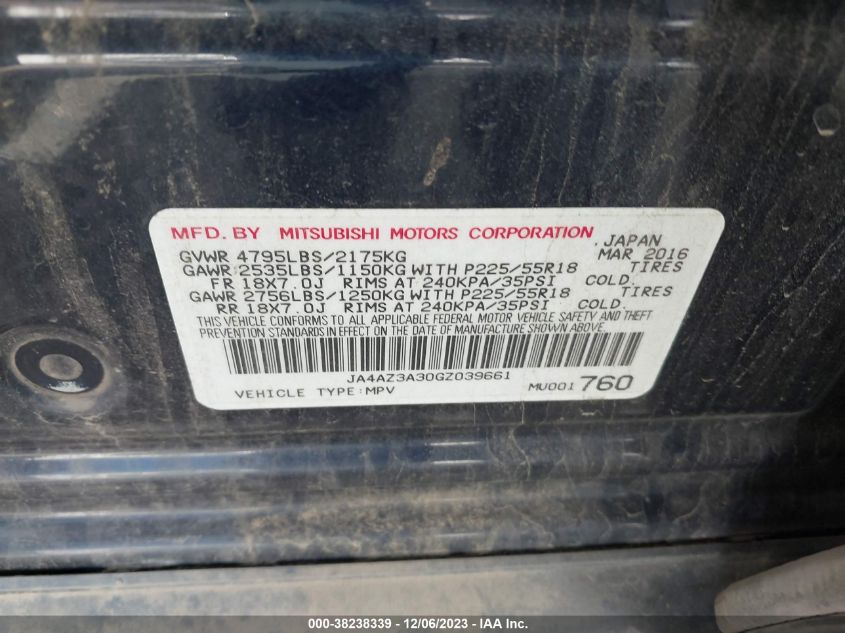 MFD. BY MITSUBISHI MOTORS CORPORATION , JAPAN
GVWR 4795LBS/2175KG MAR 2016
GAWR 2535LBS/1150KG WITH P225/55R18 TIRES
FR 18X7.0J RIMS AT 240KPA/35PSI COLD.
GAWR 2756LBS/1250KG WITH P225/55R18 TIRES
RR 18X7.0J RIMS AT 240KPA/35PSI COLD.
THIS VEHICLE CONFORMS TO ALL APPLICABLE FEDERAL MOTOR VEHICLE SAFETY AND THEFT
PREVENTION STANDARDS IN EFFECT ON THE DATE OF MANUFACTURE SHOWN ABOVE.
JA4AZ3A30GZ039661
VEHICLE TYPE:MPV MU001 760
000-38238339 - 12/06/2023 - © IAA Holdings, LLC.